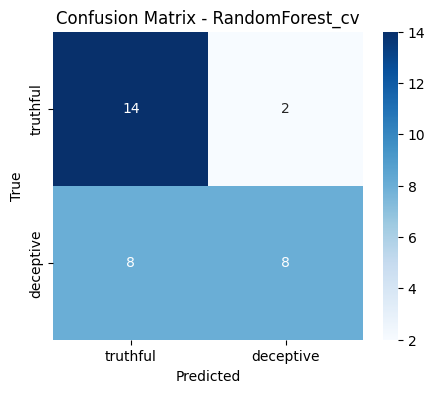 Confusion Matrix - RandomForest_cv
True
truthful
deceptive
14
2
8
8
truthful
deceptive
Predicted
14
12
10
8
6
4
2